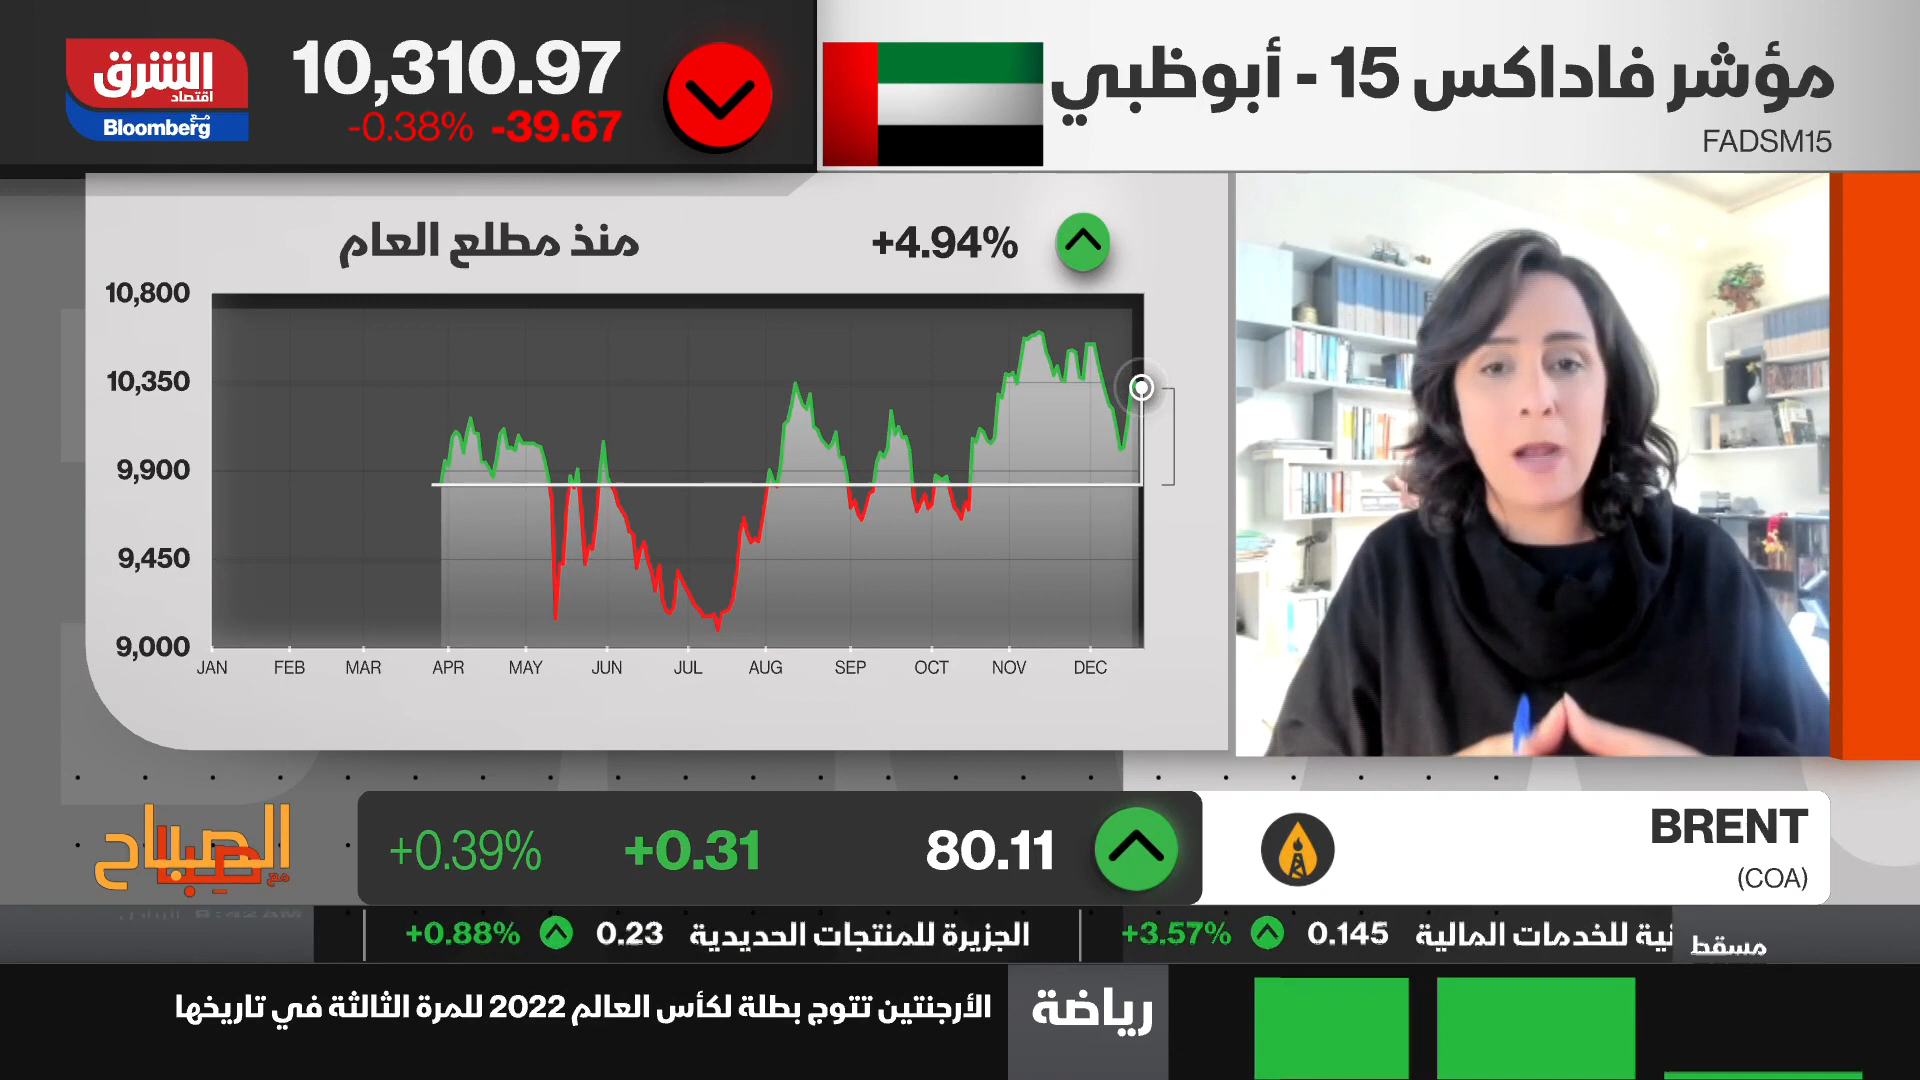 الشرق
اقتصاد
مع
Bloomberg
10,310.97
-0.38% -39.67
مؤشر فاداكس 15 - أبوظبي
FADSM15
منذ مطلع العام
+4.94%
10,800
10,350
9,900
9,450
9,000
JAN FEB MAR APR MAY JUN JUL AUG SEP OCT NOV DEC
الصباح
مع صبا
+0.39% +0.31 80.11
BRENT
(COA)
مسقط
نية للخدمات المالية 0.145 +3.57%
الجزيرة للمنتجات الحديدية 0.23 +0.88%
رياضة
الأرجنتين تتوج بطلة لكأس العالم 2022 للمرة الثالثة في تاريخها